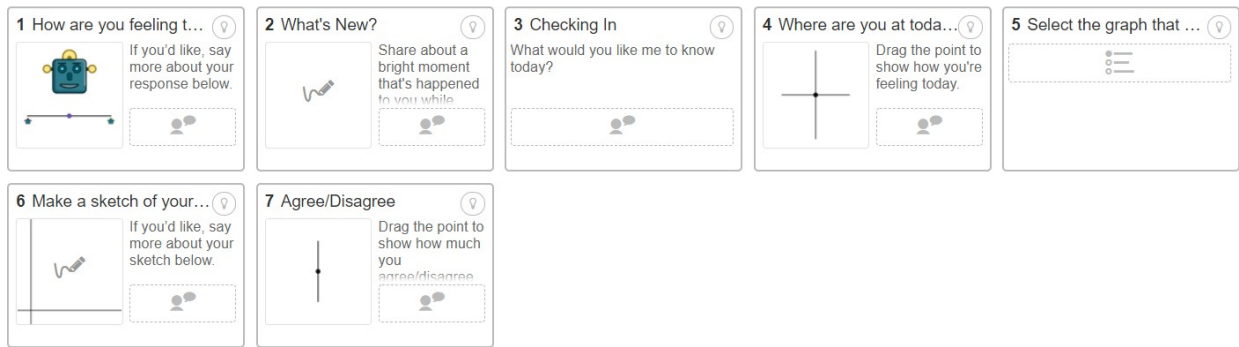 1 How are you feeling t...
If you'd like, say
more about your
response below.
2 What's New?
Share about a
bright moment
that's happened
to you while
3 Checking In
What would you like me to know
today?
4 Where are you at toda...
Drag the point to
show how you're
feeling today.
5 Select the graph that ...
6 Make a sketch of your...
If you'd like, say
more about your
sketch below.
7 Agree/Disagree
Drag the point to
show how much
you
agree/disagree